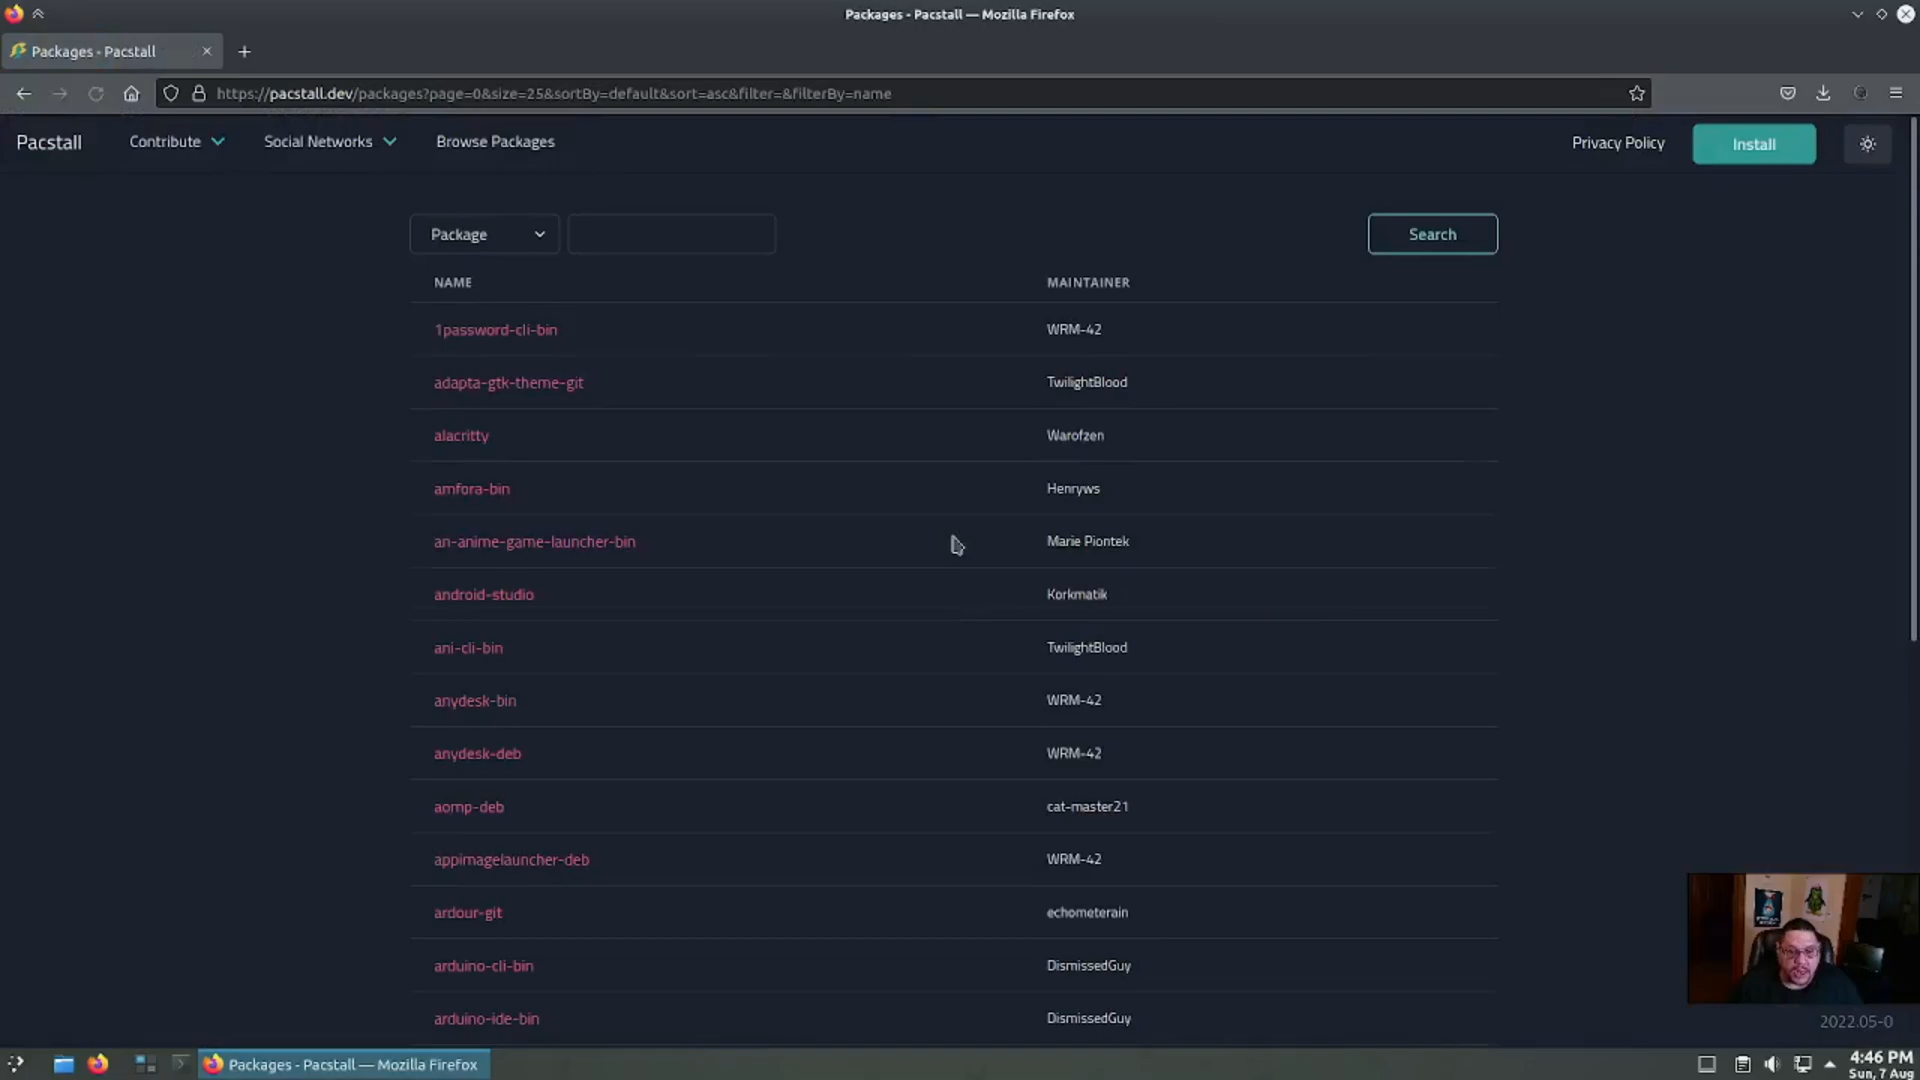 Packages - Pacstall — Mozilla Firefox
Packages - Pacstall
https://pacstall.dev/packages?page=0&size=25&sortBy=default&sort=asc&filter=&filterBy=name
Pacstall Contribute Social Networks Browse Packages Privacy Policy Install
Package Search
NAME MAINTAINER
1password-cli-bin WRM-42
adapta-gtk-theme-git TwilightBlood
alacritty Warofzen
amfora-bin Henryws
an-anime-game-launcher-bin Marie Piontek
android-studio Korkmatik
ani-cli-bin TwilightBlood
anydesk-bin WRM-42
anydesk-deb WRM-42
aomp-deb cat-master21
appimagelauncher-deb WRM-42
ardour-git echometerain
arduino-cli-bin DismissedGuy
arduino-ide-bin DismissedGuy
2022.05-0
Packages - Pacstall — Mozilla Firefox
4:46 PM
Sun, 7 Aug